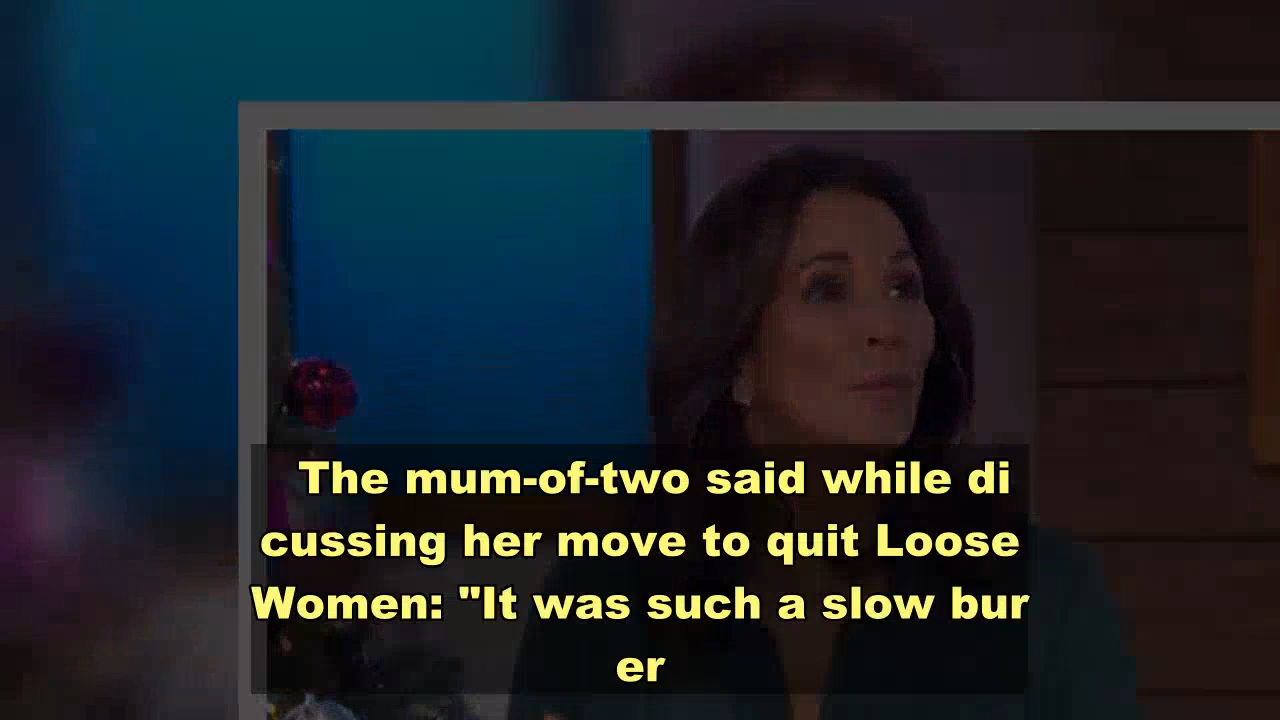 The mum-of-two said while di
cussing her move to quit Loose
Women: "It was such a slow bur
er